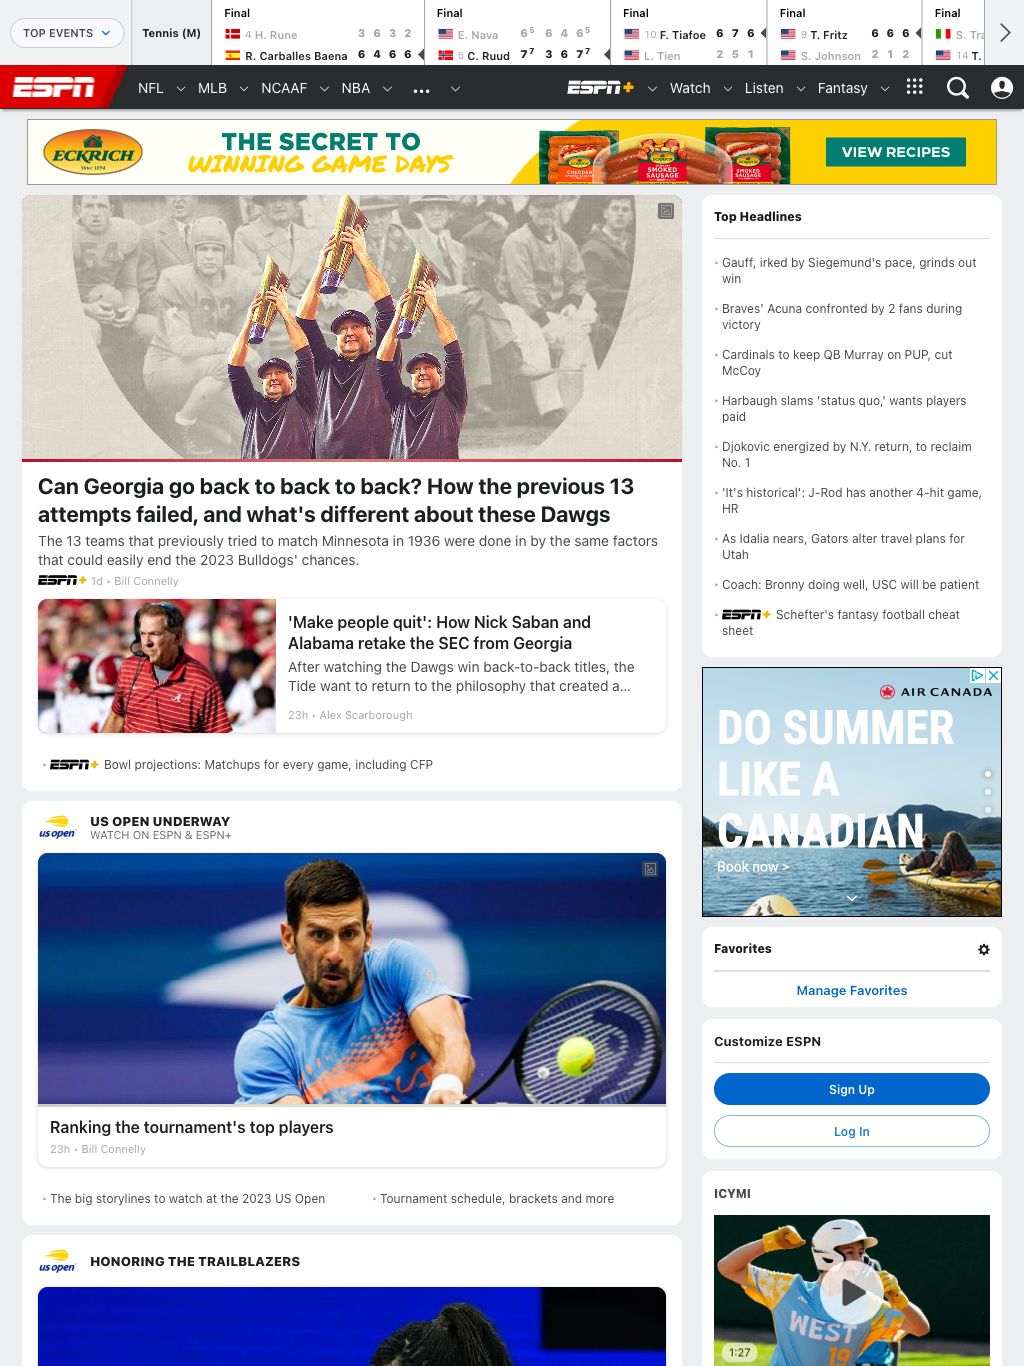 TOP EVENTS
Tennis (M)
Final
4 H. Rune 3 6 3 2
R. Carballes Baena 6 4 6 6
Final
E. Nava 6 5 6 4 6 5
5 C. Ruud 7 7 3 6 7 7
Final
10 F. Tiafoe 6 7 6
L. Tien 2 5 1
Final
9 T. Fritz 6 6 6
S. Johnson 2 1 2
Final
S. Tra
14 T.
ESPN
NFL
MLB
NCAAF
NBA
...
ESPN+
Watch
Listen
Fantasy
ECKRICH
Since 1894
THE SECRET TO
WINNING GAME DAYS
SMOKED
SAUSAGE
SMOKED
SAUSAGE
VIEW RECIPES
Can Georgia go back to back to back? How the previous 13
attempts failed, and what's different about these Dawgs
The 13 teams that previously tried to match Minnesota in 1936 were done in by the same factors
that could easily end the 2023 Bulldogs' chances.
ESPN+ 1d • Bill Connelly
'Make people quit': How Nick Saban and
Alabama retake the SEC from Georgia
After watching the Dawgs win back-to-back titles, the
Tide want to return to the philosophy that created a...
23h • Alex Scarborough
ESPN+ Bowl projections: Matchups for every game, including CFP
us open
US OPEN UNDERWAY
WATCH ON ESPN & ESPN+
Ranking the tournament's top players
23h • Bill Connelly
The big storylines to watch at the 2023 US Open
Tournament schedule, brackets and more
us open
HONORING THE TRAILBLAZERS
Top Headlines
Gauff, irked by Siegemund's pace, grinds out
win
Braves' Acuna confronted by 2 fans during
victory
Cardinals to keep QB Murray on PUP, cut
McCoy
Harbaugh slams 'status quo,' wants players
paid
Djokovic energized by N.Y. return, to reclaim
No. 1
'It's historical': J-Rod has another 4-hit game,
HR
As Idalia nears, Gators alter travel plans for
Utah
Coach: Bronny doing well, USC will be patient
ESPN+ Schefter's fantasy football cheat
sheet
AIR CANADA
DO SUMMER
LIKE A
CANADIAN
Book now >
Favorites
Manage Favorites
Customize ESPN
Sign Up
Log In
ICYMI
WEST
19
1:27